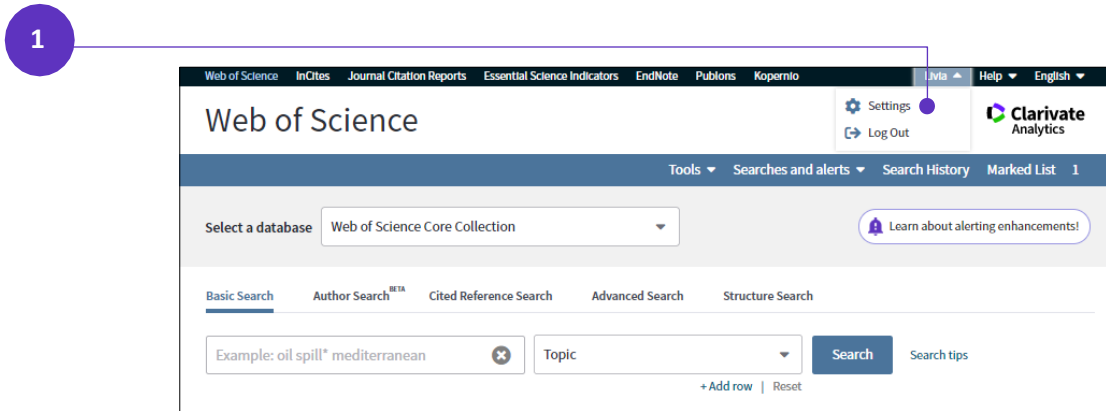 1
Web of Science InCites Journal Citation Reports Essential Science Indicators EndNote Publons Kopernio Livia Help English
Web of Science
Settings
Log Out
Clarivate
Analytics
Tools Searches and alerts Search History Marked List 1
Select a database Web of Science Core Collection Learn about alerting enhancements!
Basic Search Author Search BETA Cited Reference Search Advanced Search Structure Search
Example: oil spill* mediterranean Topic Search Search tips
+ Add row | Reset